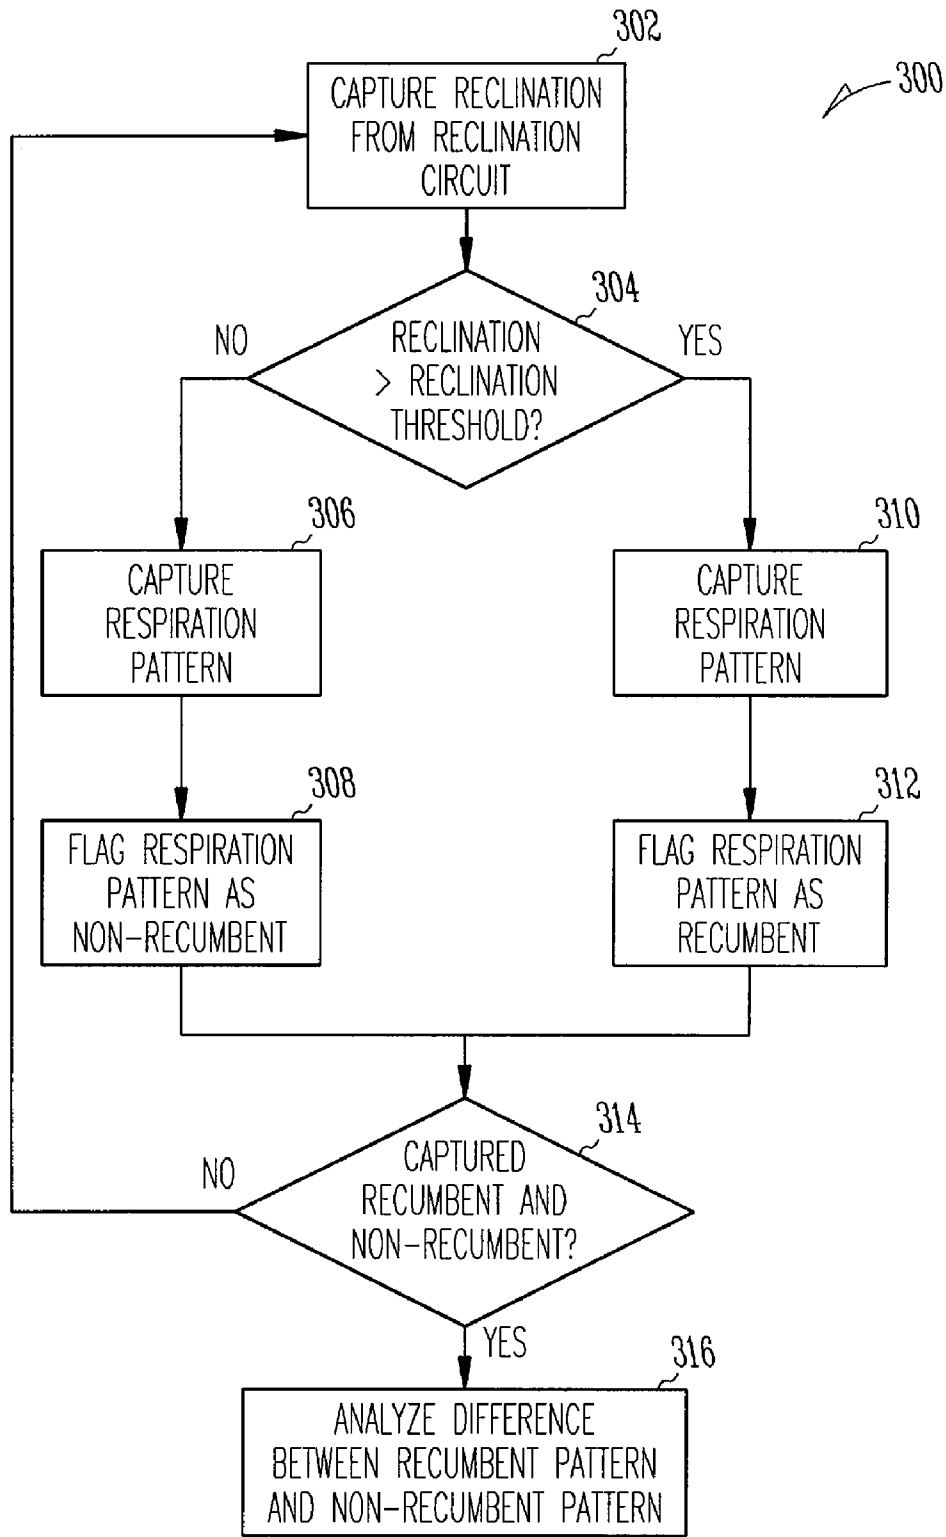 302
300
CAPTURE RECLINATION
FROM RECLINATION
CIRCUIT
304
NO
YES
RECLINATION
> RECLINATION
THRESHOLD?
306
310
CAPTURE
RESPIRATION
PATTERN
CAPTURE
RESPIRATION
PATTERN
308
312
FLAG RESPIRATION
PATTERN AS
NON-RECUMBENT
FLAG RESPIRATION
PATTERN AS
RECUMBENT
314
NO
CAPTURED
RECUMBENT AND
NON-RECUMBENT?
YES
316
ANALYZE DIFFERENCE
BETWEEN RECUMBENT PATTERN
AND NON-RECUMBENT PATTERN